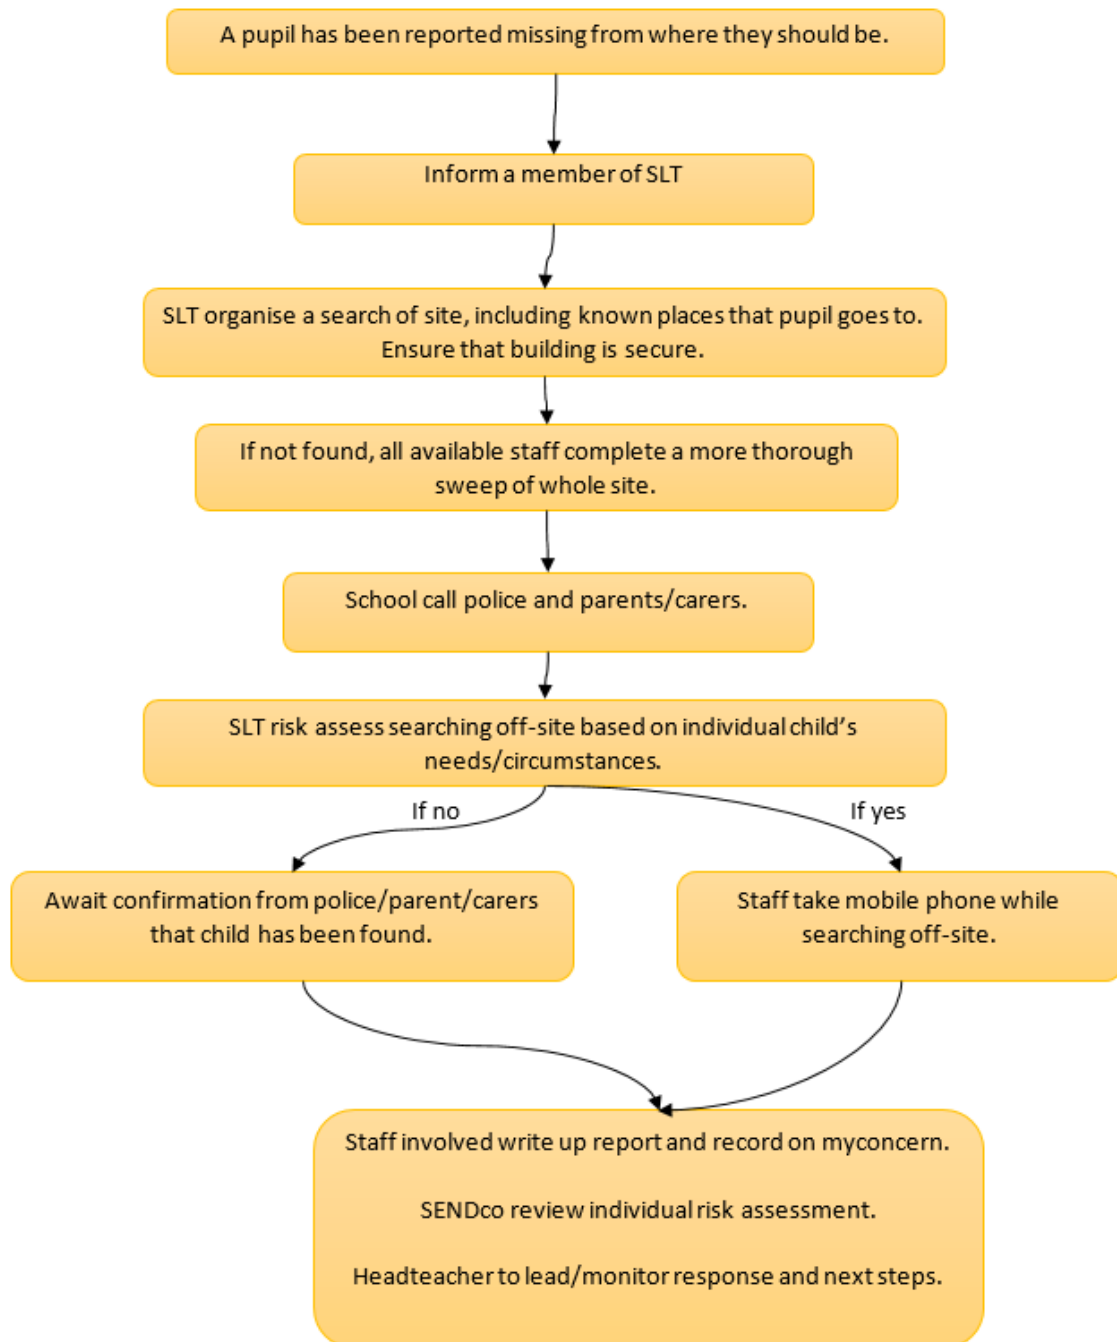 A pupil has been reported missing from where they should be.
Inform a member of SLT
SLT organise a search of site, including known places that pupil goes to.
Ensure that building is secure.
If not found, all available staff complete a more thorough
sweep of whole site.
School call police and parents/carers.
SLT risk assess searching off-site based on individual child’s
needs/circumstances.
If no
If yes
Await confirmation from police/parent/carers
that child has been found.
Staff take mobile phone while
searching off-site.
Staff involved write up report and record on myconcern.
SENDco review individual risk assessment.
Headteacher to lead/monitor response and next steps.